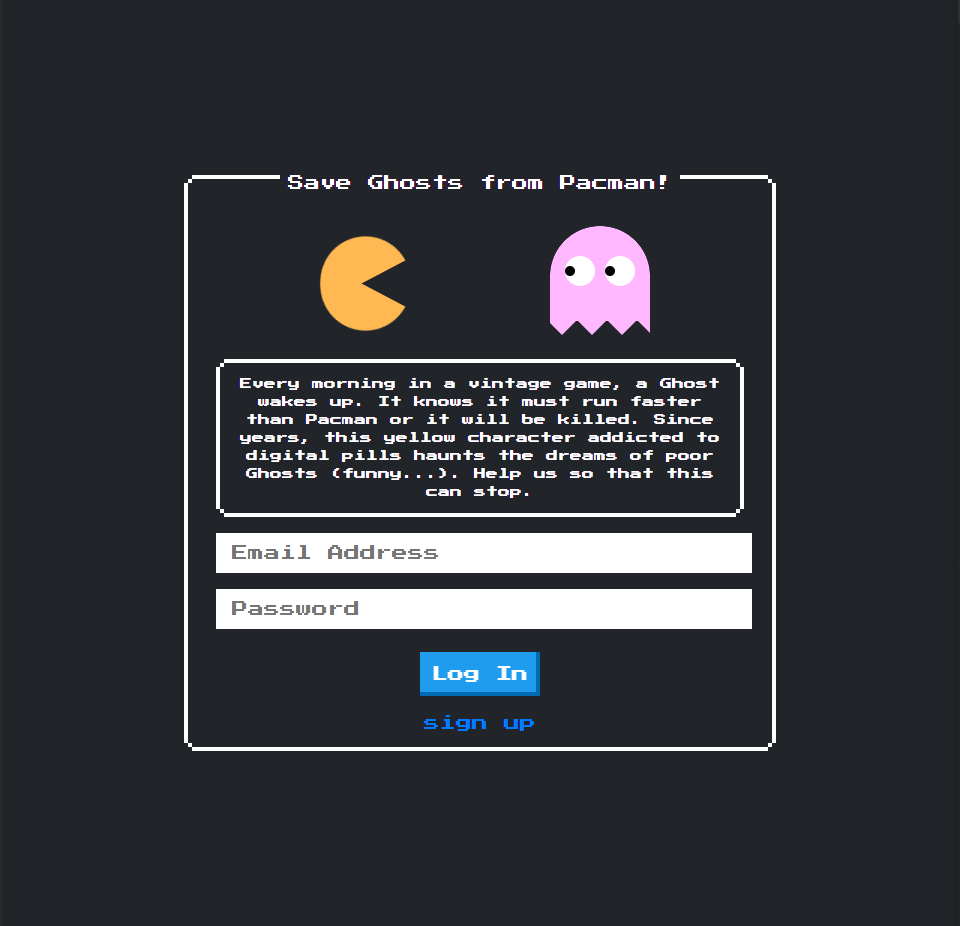 Save Ghosts from Pacman!
Every morning in a vintage game, a Ghost
wakes up. It knows it must run faster
than Pacman or it will be killed. Since
years, this yellow character addicted to
digital pills haunts the dreams of poor
Ghosts (funny...). Help us so that this
can stop.
Email Address
Password
Log In
sign up